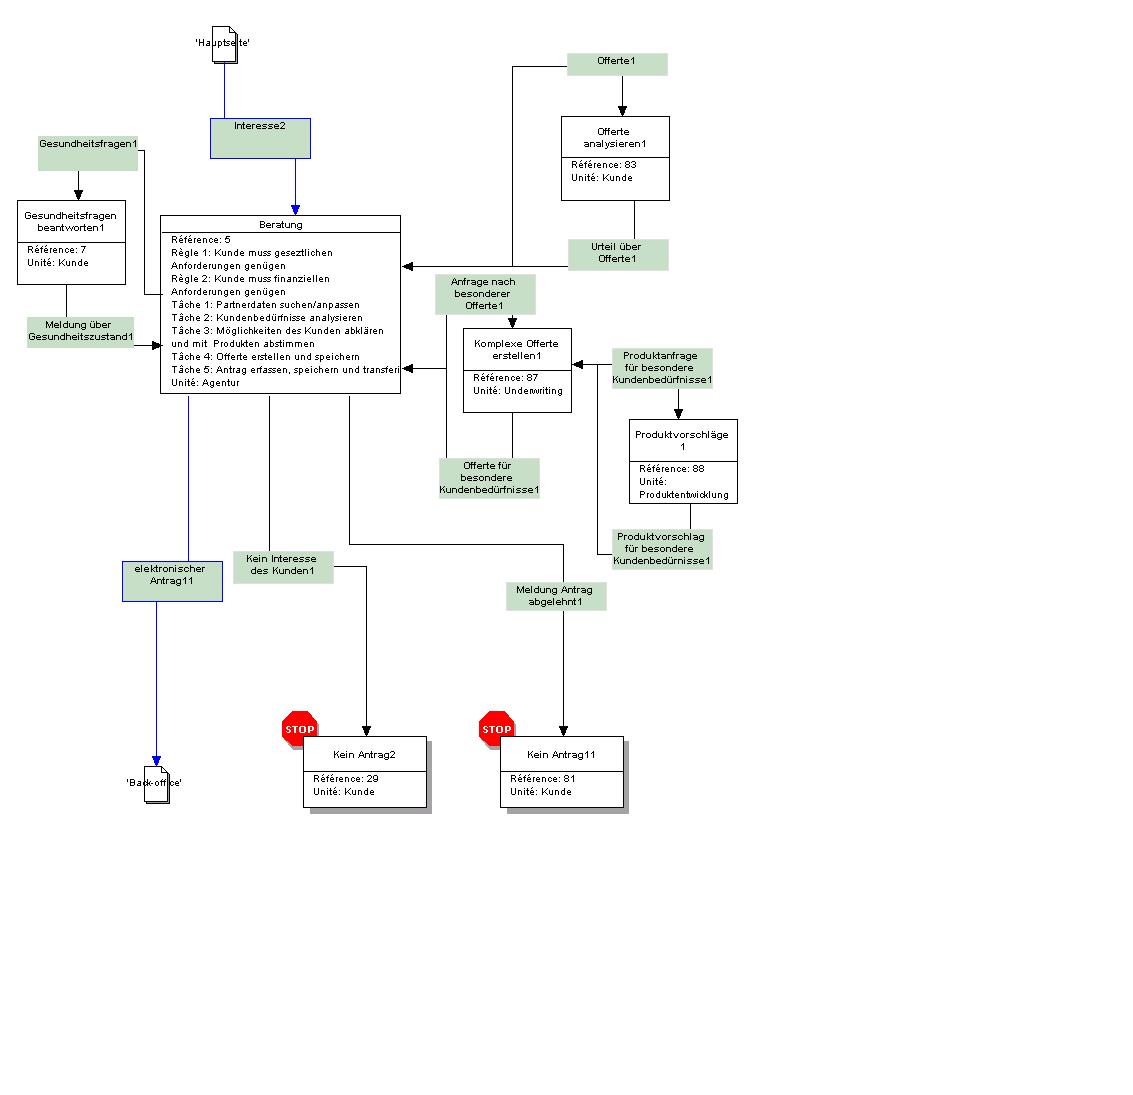 'Hauptseite'
Interesse2
Offerte1
Offerte
analysieren1
Référence: 83
Unité: Kunde
Urteil über
Offerte1
Gesundheitsfragen1
Gesundheitsfragen
beantworten1
Référence: 7
Unité: Kunde
Meldung über
Gesundheitszustand1
Beratung
Référence: 5
Règle 1: Kunde muss geseztlichen
Anforderungen genügen
Règle 2: Kunde muss finanziellen
Anforderungen genügen
Tâche 1: Partnerdaten suchen/anpassen
Tâche 2: Kundenbedürfnisse analysieren
Tâche 3: Möglichkeiten des Kunden abklären
und mit Produkten abstimmen
Tâche 4: Offerte erstellen und speichern
Tâche 5: Antrag erfassen, speichern und transferi
Unité: Agentur
Anfrage nach
besonderer
Offerte1
Komplexe Offerte
erstellen1
Référence: 87
Unité: Underwriting
Offerte für
besondere
Kundenbedürfnisse1
Produktanfrage
für besondere
Kundenbedürfnisse1
Produktvorschläge
1
Référence: 88
Unité:
Produktentwicklung
Produktvorschlag
für besondere
Kundenbedürnisse1
elektronischer
Antrag11
Kein Interesse
des Kunden1
Meldung Antrag
abgelehnt1
'Back-office'
STOP
Kein Antrag2
Référence: 29
Unité: Kunde
STOP
Kein Antrag11
Référence: 81
Unité: Kunde